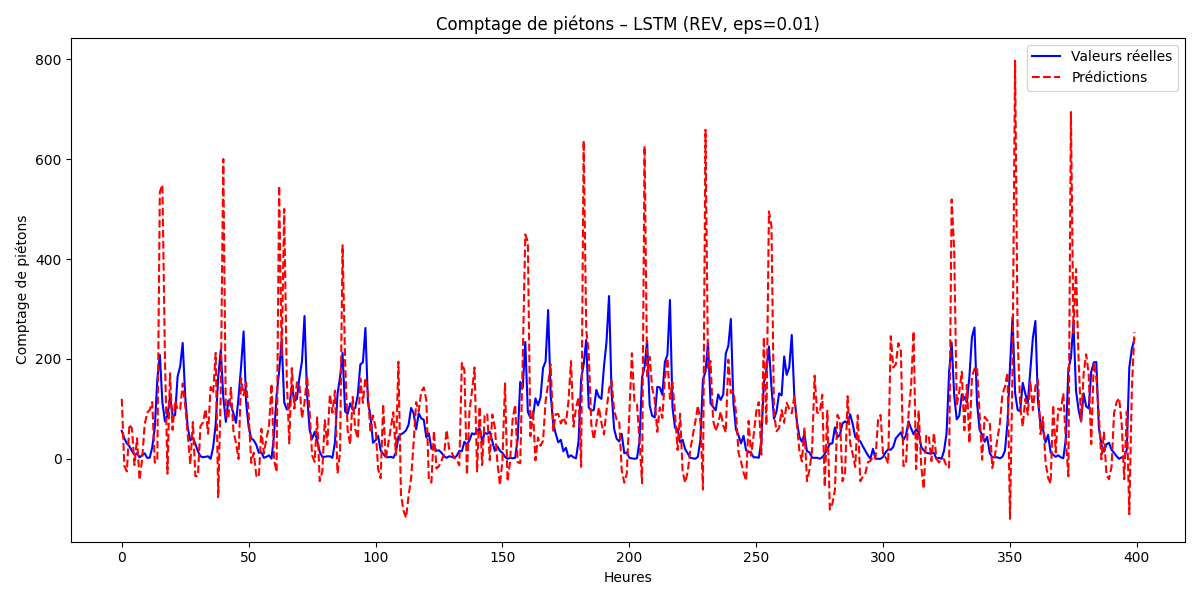 Comptage de piétons – LSTM (REV, eps=0.01)
Valeurs réelles
Prédictions
Comptage de piétons
800
600
400
200
0
0 50 100 150 200 250 300 350 400
Heures